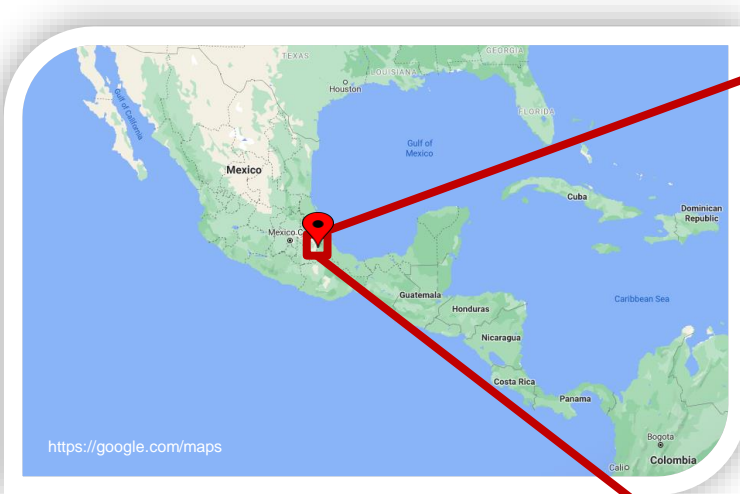 TEXAS
LOUISIANA
GEORGIA
Houston
FLORIDA
Gulf of
California
Gulf of
Mexico
Mexico
Cuba
Dominican
Republic
Mexico C
Guatemala
Honduras
Caribbean Sea
Nicaragua
Costa Rica
Panama
Bogota
Colombia
Cali
https://google.com/maps